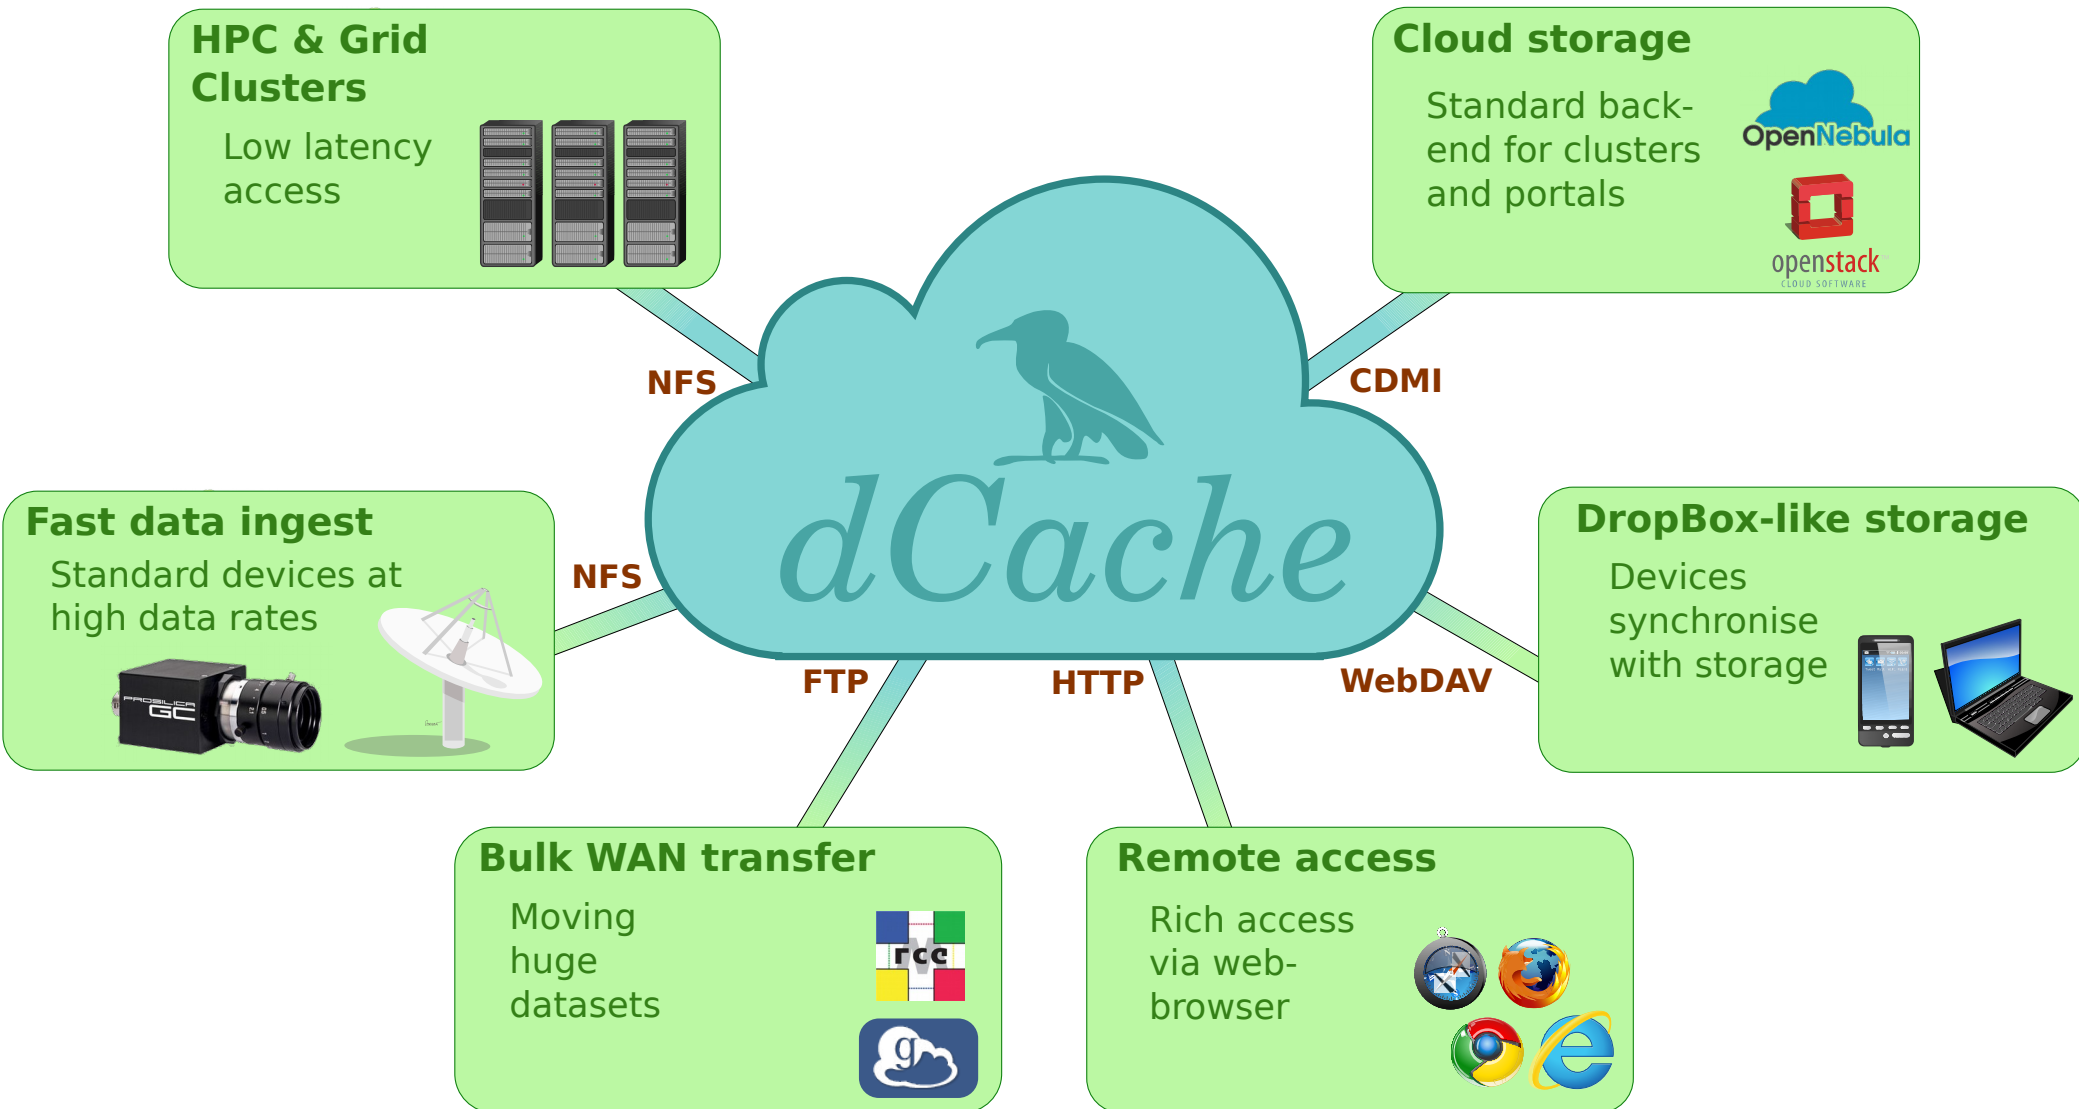 HPC & Grid
Clusters
Low latency
access
Cloud storage
Standard back-
end for clusters
and portals
OpenNebula
openstack
CLOUD SOFTWARE
NFS
CDMI
dCache
Fast data ingest
Standard devices at
high data rates
PROSILICA
GC
NFS
DropBox-like storage
Devices
synchronise
with storage
FTP
HTTP
WebDAV
Bulk WAN transfer
Moving
huge
datasets
rcc
g
Remote access
Rich access
via web-
browser
e